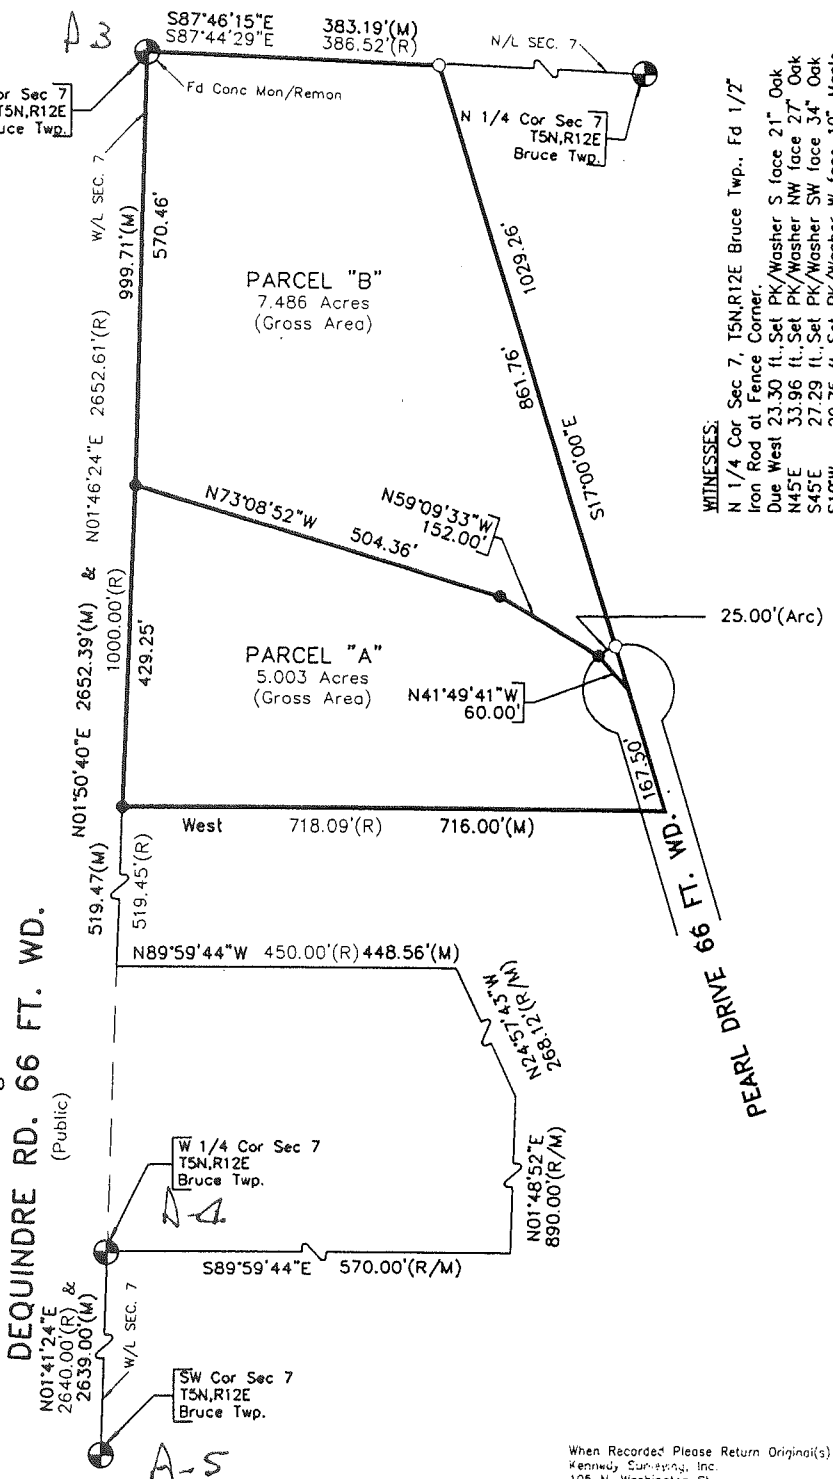 A3
S87°46'15"E 383.19'(M)
S87°44'29"E 386.52'(R)
N/L SEC. 7
or Sec 7
T5N,R12E
Bruce Twp.
Fd Conc Mon/Remon
N 1/4 Cor Sec 7
T5N,R12E
Bruce Twp.
W/L SEC. 7
999.71'(M)
570.46'
PARCEL "B"
7.486 Acres
(Gross Area)
1029.26'
861.76'
S17°00'00"E
WITNESSES:
N 1/4 Cor Sec 7, T5N,R12E Bruce Twp., Fd 1/2"
Iron Rod at Fence Corner.
Due West 23.30 ft., Set PK/Washer S face 21" Oak
N45°E 33.96 ft., Set PK/Washer NW face 27" Oak
S45°E 27.29 ft., Set PK/Washer SW face 34" Oak
N01°50'40"E 2652.39'(M) & N01°46'24"E 2652.61'(R)
1000.00'(R)
429.25'
N73°08'52"W
504.36'
N59°09'33"W
152.00'
25.00'(Arc)
PARCEL "A"
5.003 Acres
(Gross Area)
N41°49'41"W
60.00'
167.50'
West 718.09'(R) 716.00'(M)
519.47(M)
519.45'(R)
PEARL DRIVE 66 FT. WD.
N89°59'44"W 450.00'(R) 448.56'(M)
N24°57'43"W
268.12'(R/M)
DEQUINDRE RD. 66 FT. WD.
(Public)
W 1/4 Cor Sec 7
T5N,R12E
Bruce Twp.
A-4
N01°48'52"E
890.00'(R/M)
S89°59'44"E 570.00'(R/M)
N01°41'24"E
2640.00'(R) &
2639.00'(M)
W/L SEC. 7
SW Cor Sec 7
T5N,R12E
Bruce Twp.
A-5
When Recorded Please Return Original(s)
Kennedy Surveying, Inc.
105 N. Washington St.